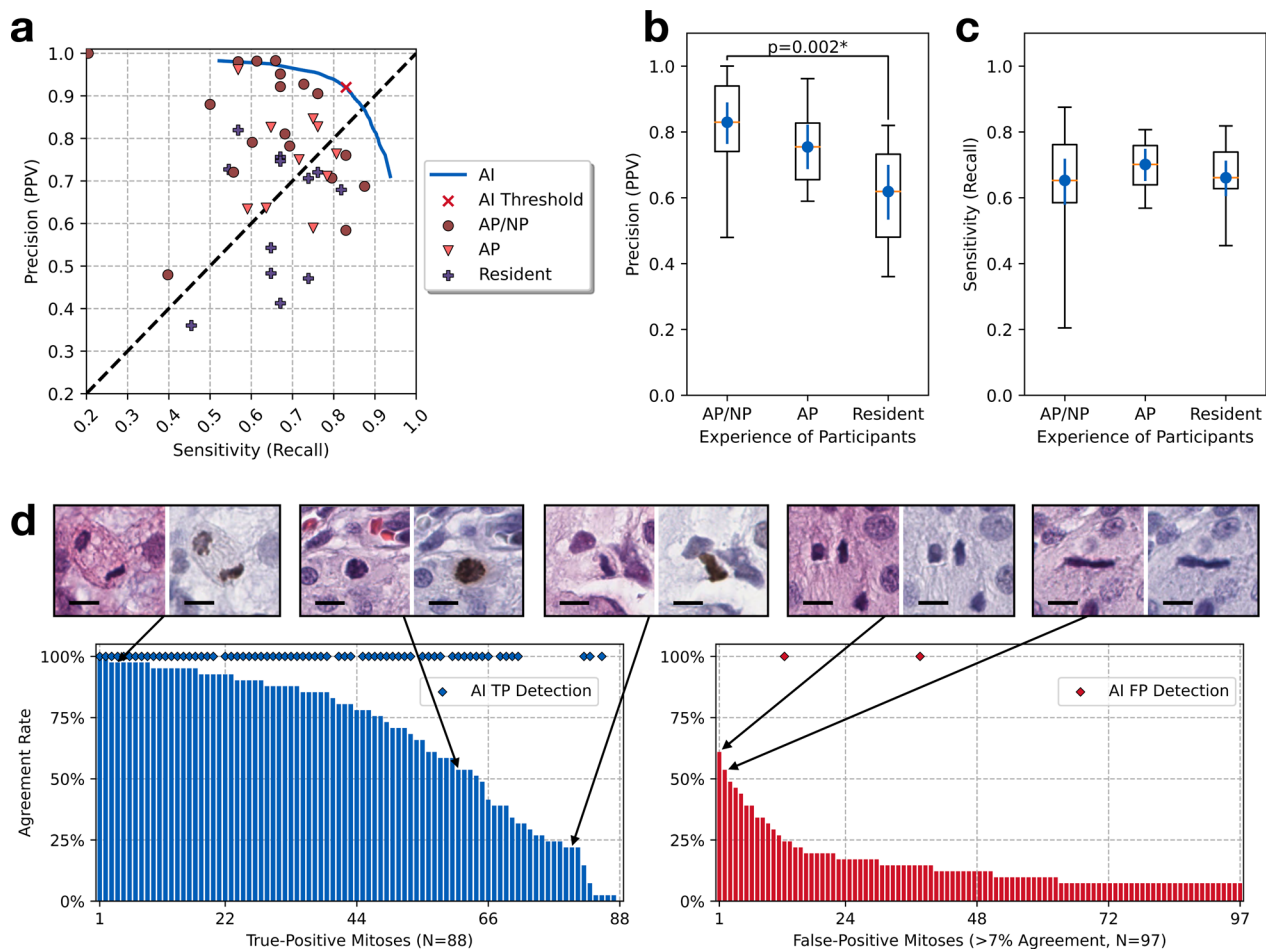 a
1.0
0.9
0.8
0.7
0.6
0.5
0.4
0.3
0.2
Precision (PPV)
0.2 0.3 0.4 0.5 0.6 0.7 0.8 0.9 1.0
Sensitivity (Recall)
AI
AI Threshold
AP/NP
AP
Resident
b
p=0.002*
1.0
0.8
0.6
0.4
0.2
0.0
Precision (PPV)
AP/NP AP Resident
Experience of Participants
c
1.0
0.8
0.6
0.4
0.2
0.0
Sensitivity (Recall)
AP/NP AP Resident
Experience of Participants
d
100%
75%
50%
25%
0%
Agreement Rate
AI TP Detection
1 22 44 66 88
True-Positive Mitoses (N=88)
100%
75%
50%
25%
0%
AI FP Detection
1 24 48 72 97
False-Positive Mitoses (>7% Agreement, N=97)